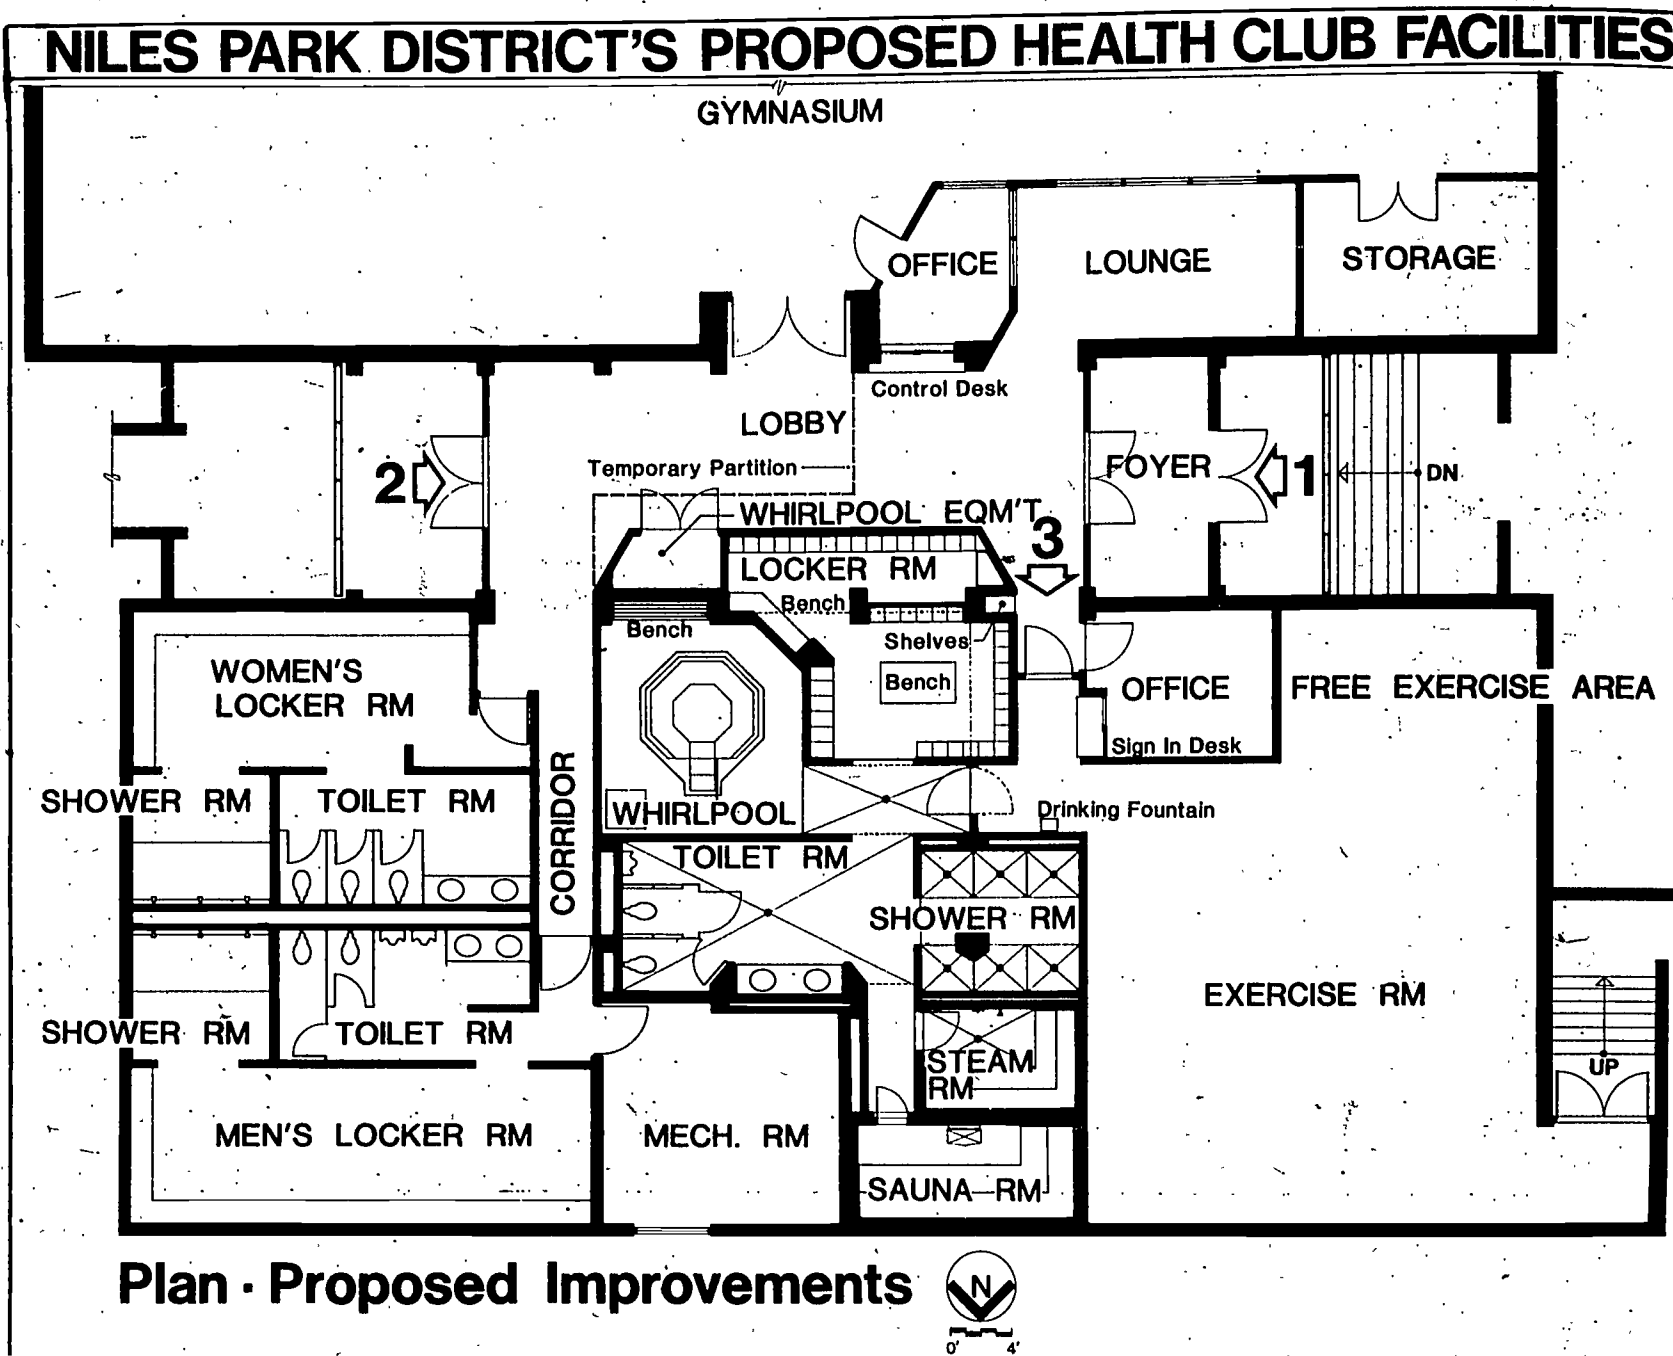 NILES PARK DISTRICT'S PROPOSED HEALTH CLUB FACILITIES
GYMNASIUM
OFFICE
LOUNGE
STORAGE
Control Desk
LOBBY
Temporary Partition
2
FOYER
1
DN
WHIRLPOOL EQM'T
3
LOCKER RM
Bench
Bench
Shelves
Bench
WOMEN'S
LOCKER RM
OFFICE
FREE EXERCISE AREA
Sign In Desk
SHOWER RM
TOILET RM
CORRIDOR
WHIRLPOOL
Drinking Fountain
TOILET RM
SHOWER RM
EXERCISE RM
SHOWER RM
TOILET RM
STEAM
RM
UP
MEN'S LOCKER RM
MECH. RM
SAUNA RM
Plan · Proposed Improvements
N
0' 4'